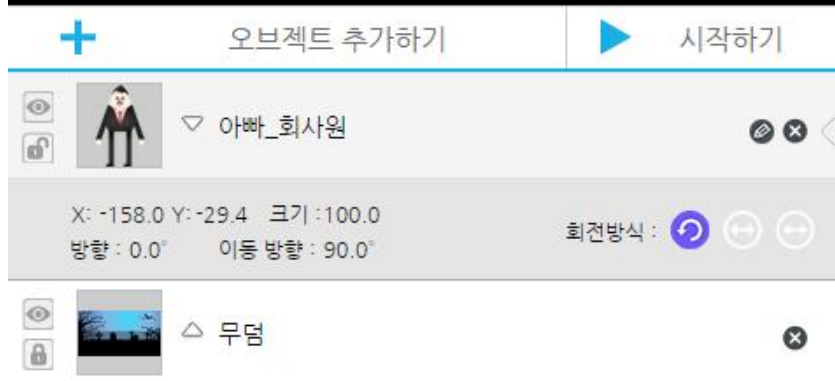 오브젝트 추가하기 시작하기
아빠_회사원
X: -158.0 Y: -29.4 크기 :100.0
방향 : 0.0° 이동 방향 : 90.0° 회전방식 :
무덤